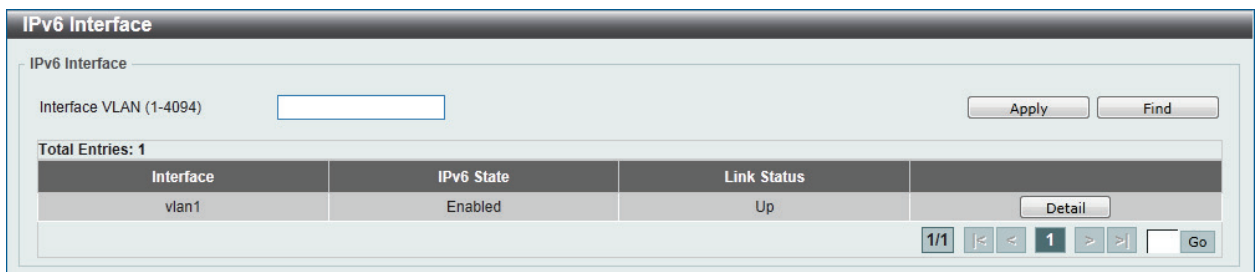 IPv6 Interface
IPv6 Interface
Interface VLAN (1-4094) Apply Find
Total Entries: 1
Interface IPv6 State Link Status
vlan1 Enabled Up Detail
1/1 |< < 1 > >| Go